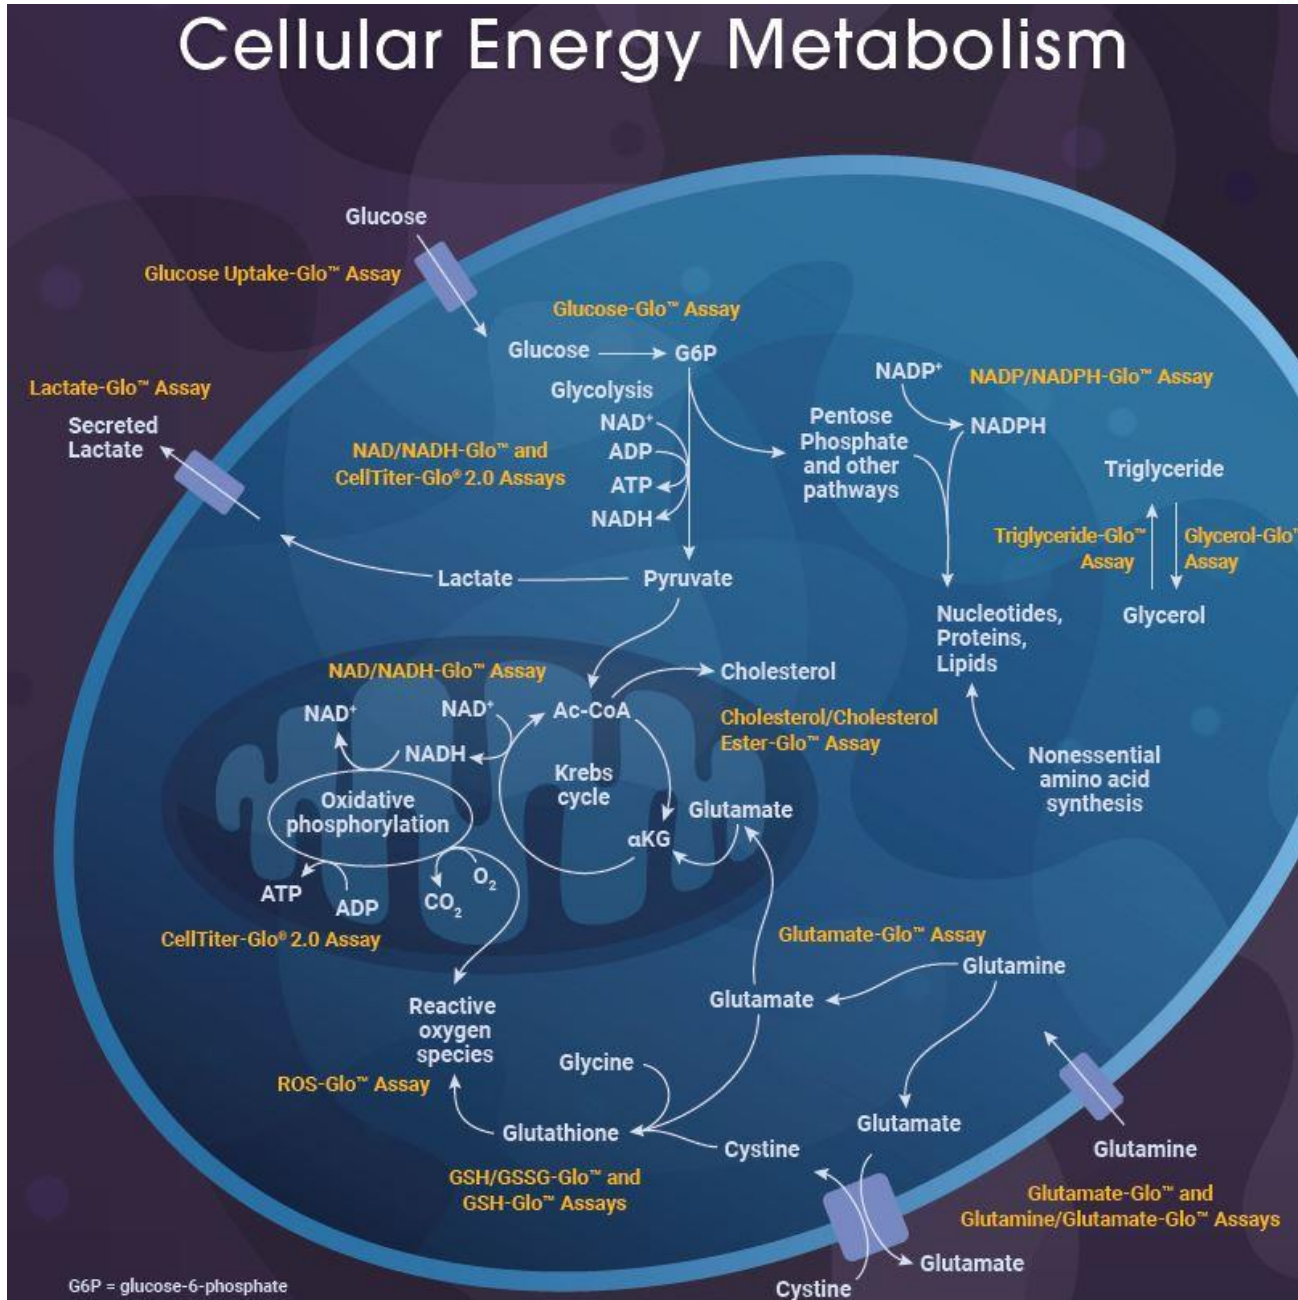 Cellular Energy Metabolism
Glucose
Glucose Uptake-Glo™ Assay
Glucose-Glo™ Assay
Glucose
G6P
Glycolysis
NAD⁺
ADP
ATP
NADH
NAD/NADH-Glo™ and
CellTiter-Glo® 2.0 Assays
Lactate-Glo™ Assay
Secreted
Lactate
Lactate
Pyruvate
NADP⁺
NADP/NADPH-Glo™ Assay
NADPH
Pentose
Phosphate
and other
pathways
Triglyceride
Triglyceride-Glo™
Assay
Glycerol-Glo™
Assay
Glycerol
Nucleotides,
Proteins,
Lipids
Nonessential
amino acid
synthesis
NAD/NADH-Glo™ Assay
NAD⁺
NAD⁺
NADH
Ac-CoA
Cholesterol
Cholesterol/Cholesterol
Ester-Glo™ Assay
Krebs
cycle
Oxidative
phosphorylation
αKG
Glutamate
ATP
ADP
CO₂
O₂
CellTiter-Glo® 2.0 Assay
Glutamate-Glo™ Assay
Glutamine
Glutamate
Reactive
oxygen
species
ROS-Glo™ Assay
Glycine
Glutathione
Cystine
GSH/GSSG-Glo™ and
GSH-Glo™ Assays
Glutamate
Glutamine
Glutamate-Glo™ and
Glutamine/Glutamate-Glo™ Assays
Glutamate
Cystine
G6P = glucose-6-phosphate